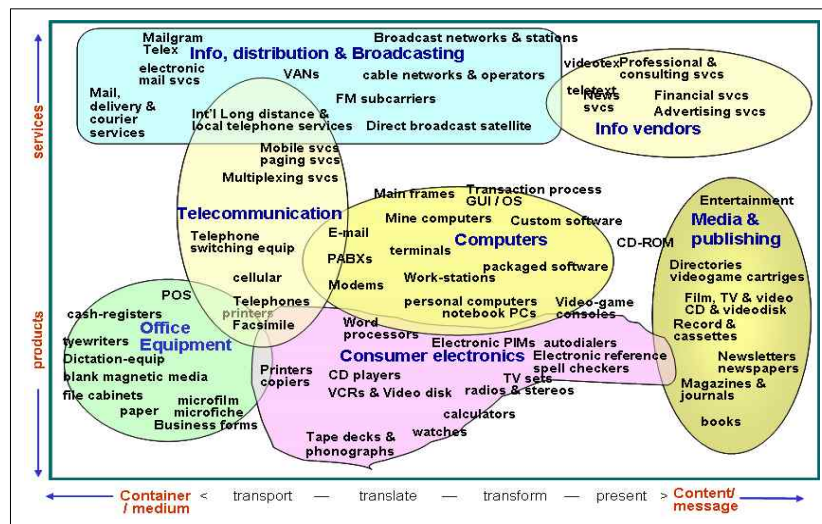 Mailgram
Telex
Broadcast networks & stations
Info, distribution & Broadcasting
electronic
mail svcs
VANs
cable networks & operators
Mail,
delivery &
courier
services
FM subcarriers
Int'l Long distance &
local telephone services
Direct broadcast satellite
videotex
Professional &
consulting svcs
teletext
News
svcs
Financial svcs
Advertising svcs
Info vendors
Mobile svcs
paging svcs
Multiplexing svcs
Telecommunication
Telephone
switching equip
cellular
Telephones
printers
Facsimile
E-mail
PABXs
Modems
Main frames
Transaction process
GUI / OS
Mine computers
Custom software
Computers
terminals
packaged software
Work-stations
personal computers
notebook PCs
Video-game
consoles
CD-ROM
Entertainment
Media &
publishing
Directories
videogame cartriges
Film, TV & video
CD & videodisk
Record &
cassettes
Newsletters
newspapers
Magazines &
journals
books
POS
cash-registers
Office
Equipment
tyewriters
Dictation-equip
blank magnetic media
file cabinets
paper
microfilm
microfiche
Business forms
Word
processors
Electronic PIMs
autodialers
Consumer electronics
Electronic reference
spell checkers
Printers
copiers
CD players
TV sets
VCRs & Video disk
radios & stereos
calculators
watches
Tape decks &
phonographs
services
products
Container
/ medium
< transport — translate — transform — present >
Content/
message